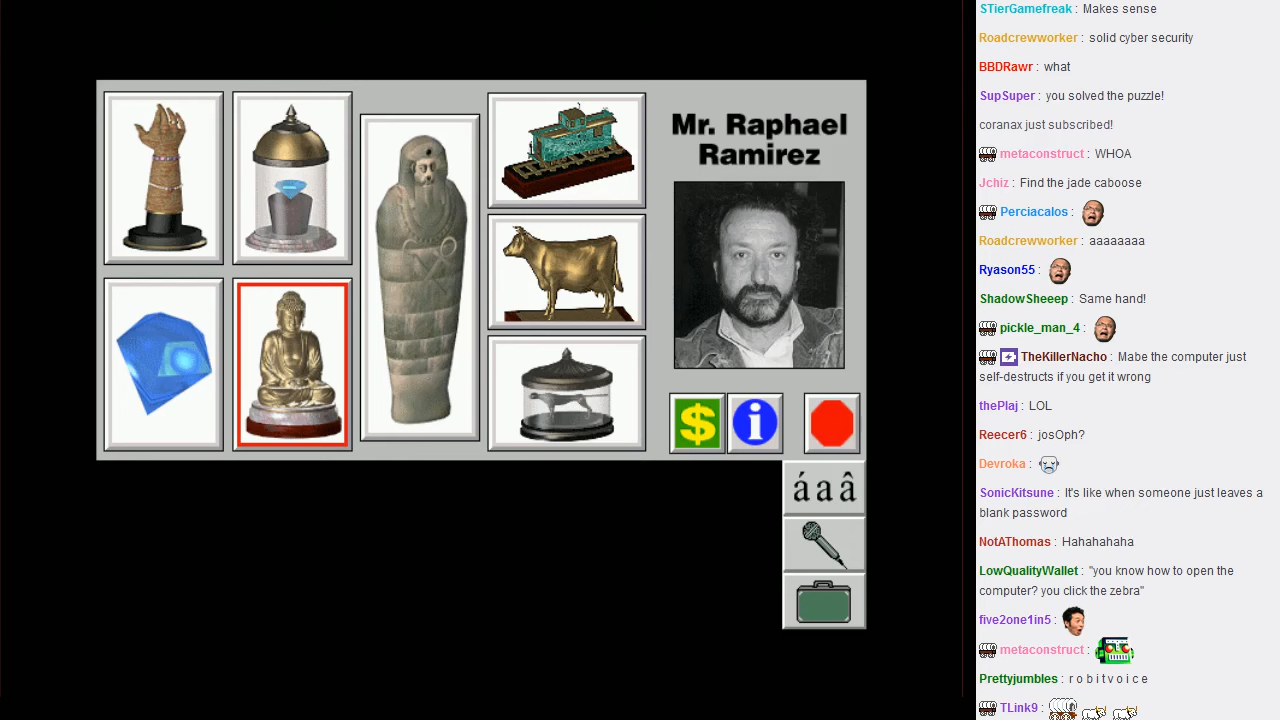 Mr. Raphael
Ramirez
$ i
á a â
STierGamefreak : Makes sense
Roadcrewworker : solid cyber security
BBDRawr : what
SupSuper : you solved the puzzle!
coranax just subscribed!
metaconstruct : WHOA
Jchiz : Find the jade caboose
Perciacalos :
Roadcrewworker : aaaaaaaa
Ryason55 :
ShadowSheeep : Same hand!
pickle_man_4 :
TheKillerNacho : Mabe the computer just
self-destructs if you get it wrong
thePlaj : LOL
Reecer6 : josOph?
Devroka :
SonicKitsune : It's like when someone just leaves a
blank password
NotAThomas : Hahahahaha
LowQualityWallet : "you know how to open the
computer? you click the zebra"
five2one1in5 :
metaconstruct :
Prettyjumbles : r o b i t v o i c e
TLink9 :